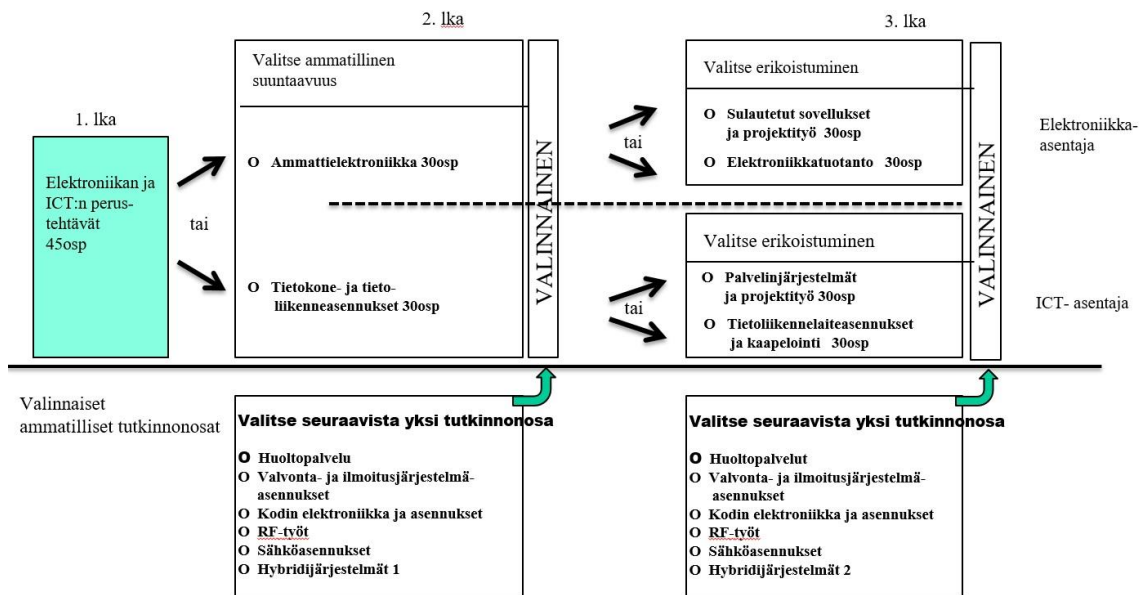 1. lka
Elektroniikan ja
ICT:n perus-
tehtävät
45osp
tai
2. lka
Valitse ammatillinen
suuntaavuus
O Ammattielektroniikka 30osp
O Tietokone- ja tieto-
liikenneasennukset 30osp
VALINNAINEN
tai
tai
3. lka
Valitse erikoistuminen
O Sulautetut sovellukset
ja projektityö 30osp
O Elektroniikkatuotanto 30osp
Valitse erikoistuminen
O Palvelinjärjestelmät
ja projektityö 30osp
O Tietoliikennelaiteasennukset
ja kaapelointi 30osp
VALINNAINEN
Elektroniikka-
asentaja
ICT- asentaja
Valinnaiset
ammatilliset tutkinnonosat
Valitse seuraavista yksi tutkinnonosa
O Huoltopalvelu
O Valvonta- ja ilmoitusjärjestelmä-
asennukset
O Kodin elektroniikka ja asennukset
O RF-työt
O Sähköasennukset
O Hybridijärjestelmät 1
Valitse seuraavista yksi tutkinnonosa
O Huoltopalvelut
O Valvonta- ja ilmoitusjärjestelmä-
asennukset
O Kodin elektroniikka ja asennukset
O RF-työt
O Sähköasennukset
O Hybridijärjestelmät 2